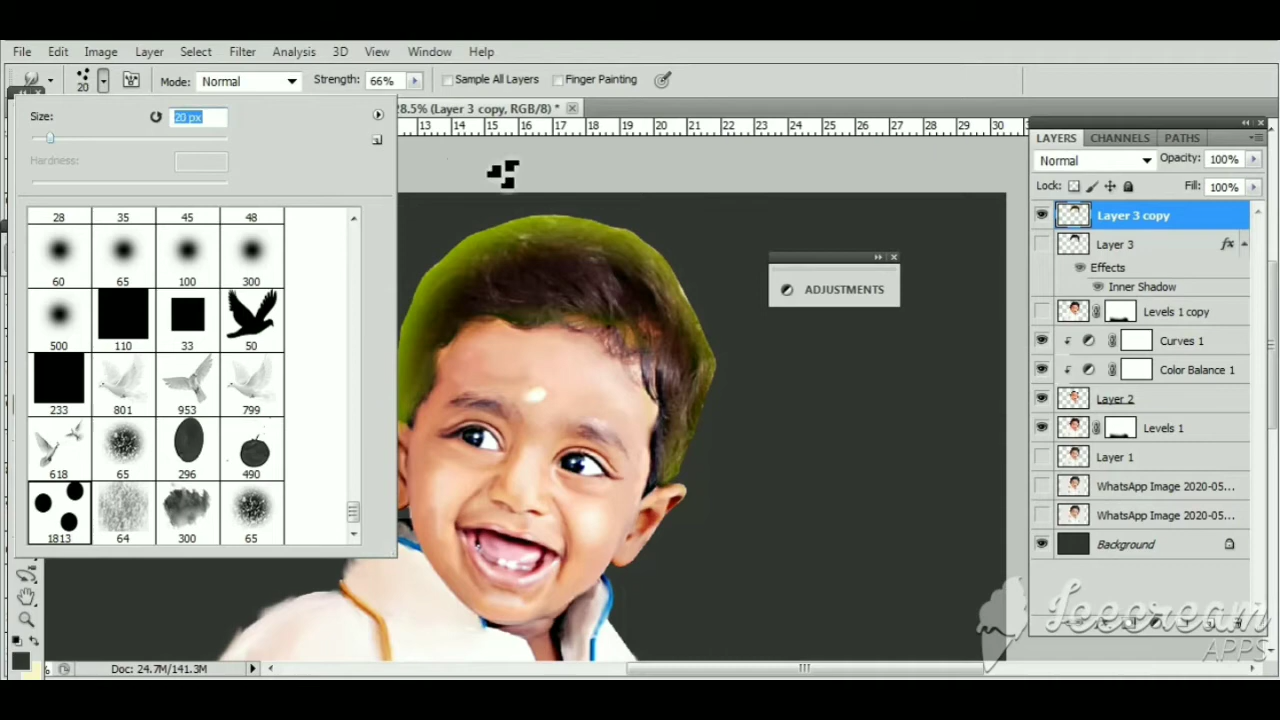 File Edit Image Layer Select Filter Analysis 3D View Window Help
20 Mode: Normal Strength: 66% Sample All Layers Finger Painting
Size: 20 px
Hardness:
28.5% (Layer 3 copy, RGB/8) *
13 14 15 16 17 18 19 20 21 22 23 24 25 26 27 28 29 30
28 35 45 48
60 65 100 300
500 110 33 50
233 801 953 799
618 65 296 490
1813 64 300 65
ADJUSTMENTS
LAYERS CHANNELS PATHS
Normal Opacity: 100%
Lock: Fill: 100%
Layer 3 copy
Layer 3 fx
Effects
Inner Shadow
Levels 1 copy
Curves 1
Color Balance 1
Layer 2
Levels 1
Layer 1
WhatsApp Image 2020-05...
WhatsApp Image 2020-05...
Background
Icecream
APPS
% Doc: 24.7M/141.3M